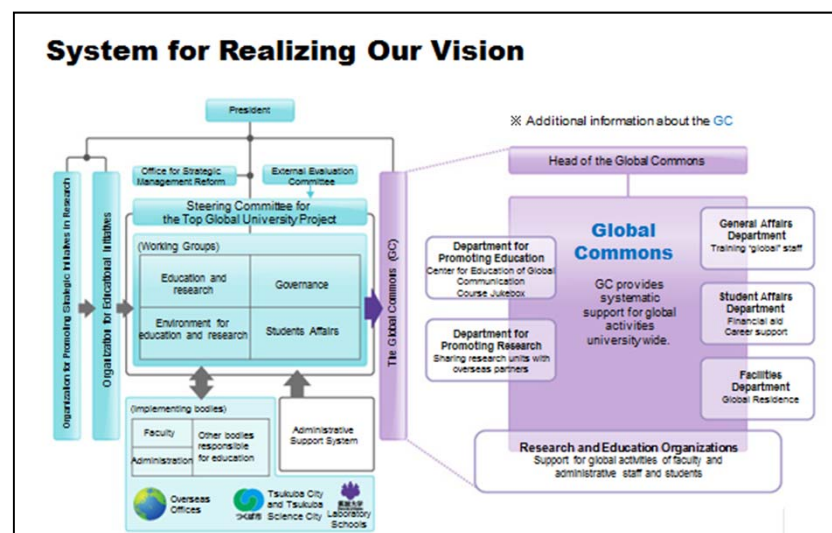 System for Realizing Our Vision
President
※ Additional information about the GC
Office for Strategic
Management Reform
External Evaluation
Committee
Steering Committee for
the Top Global University Project
(Working Groups)
Education and
research
Governance
Environment for
education and research
Students Affairs
Organization for Promoting Strategic Initiatives in Research
Organization for Educational Initiatives
The Global Commons (GC)
(Implementing bodies)
Faculty
Administration
Other bodies
responsible
for education
Administrative
Support System
Overseas
Offices
つくば市
Tsukuba City
and Tsukuba
Science City
Laboratory
Schools
Head of the Global Commons
Global
Commons
GC provides
systematic
support for global
activities
university wide.
Department for
Promoting Education
Center for Education of Global
Communication
Course Jukebox
Department for
Promoting Research
Sharing research units with
overseas partners
General Affairs
Department
Training "global" staff
Student Affairs
Department
Financial aid
Career support
Facilities
Department
Global Residence
Research and Education Organizations
Support for global activities of faculty and
administrative staff and students